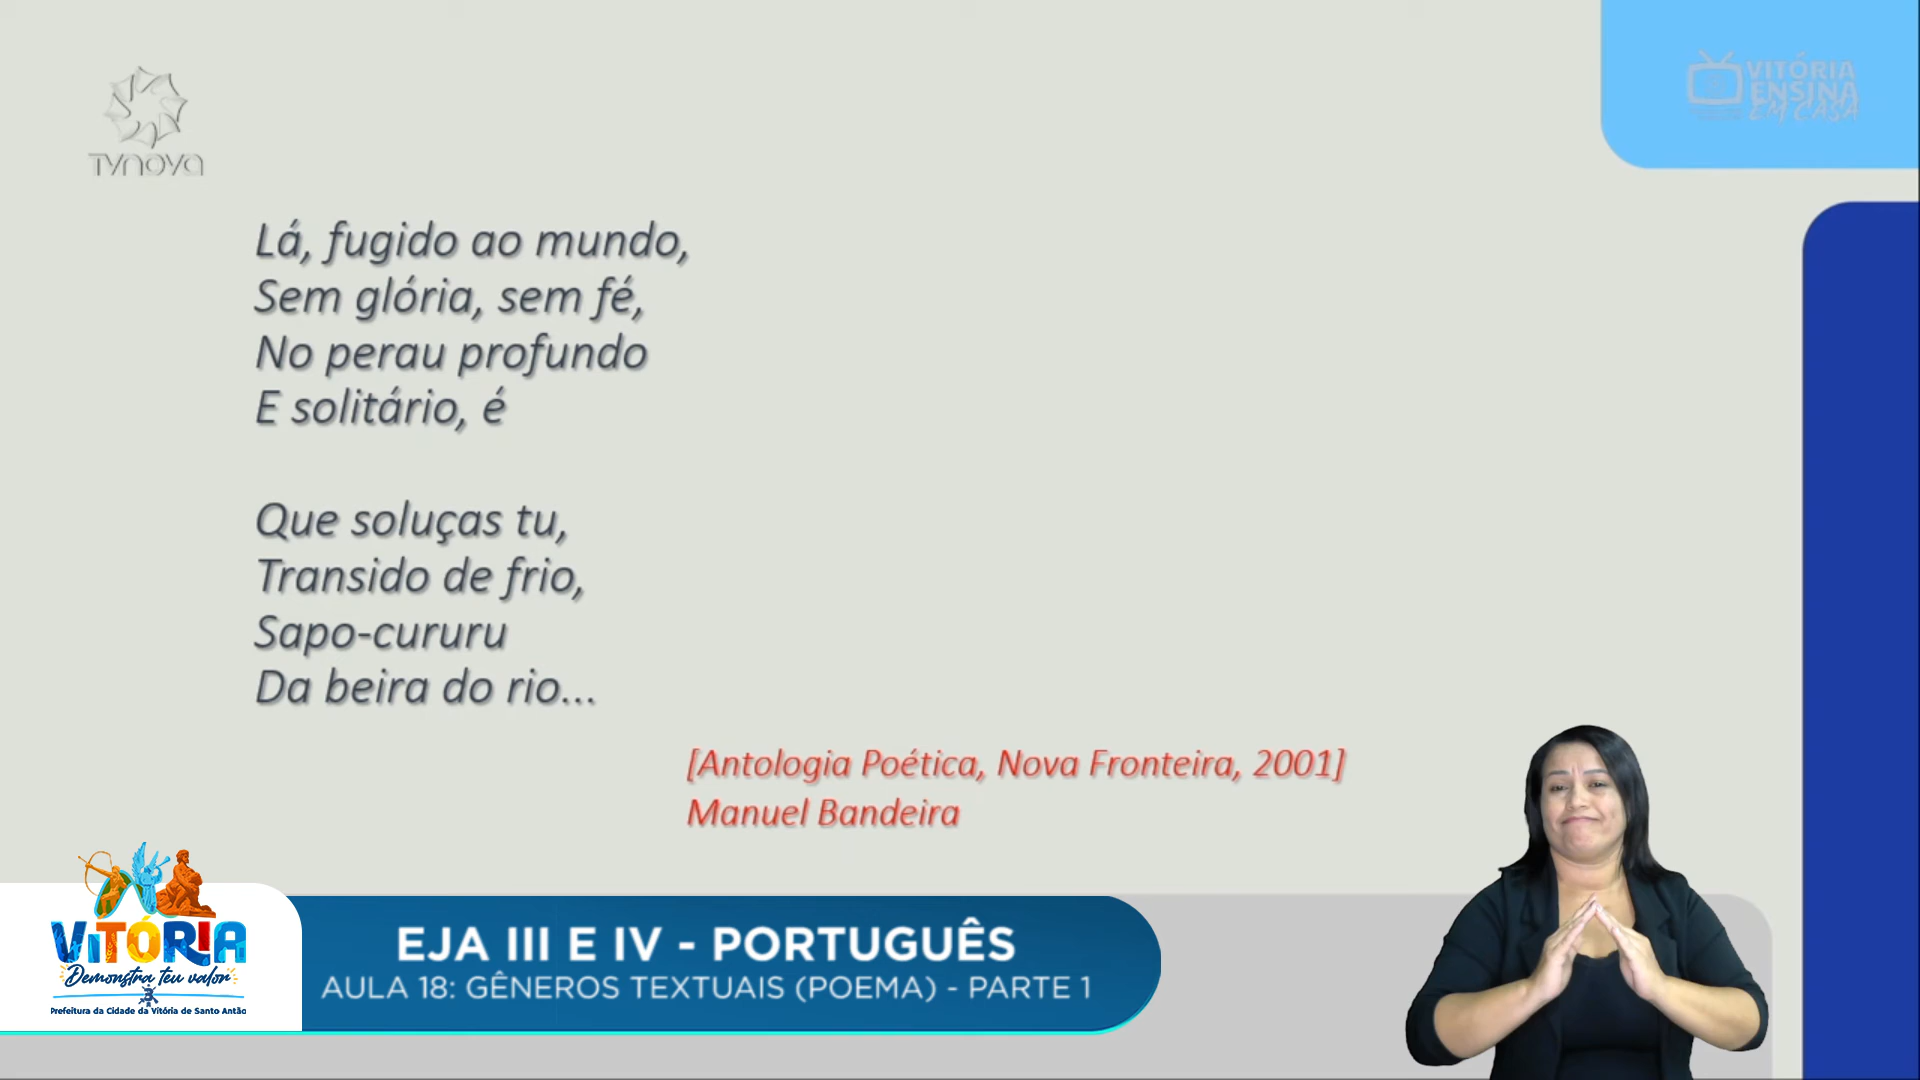 TVNOVA
VITÓRIA
ENSINA
EM CASA
Lá, fugido ao mundo,
Sem glória, sem fé,
No perau profundo
E solitário, é
Que soluças tu,
Transido de frio,
Sapo-cururu
Da beira do rio...
[Antologia Poética, Nova Fronteira, 2001]
Manuel Bandeira
VITÓRIA
Demonstra teu valor
Prefeitura da Cidade da Vitória de Santo Antão
EJA III E IV - PORTUGUÊS
AULA 18: GÊNEROS TEXTUAIS (POEMA) - PARTE 1